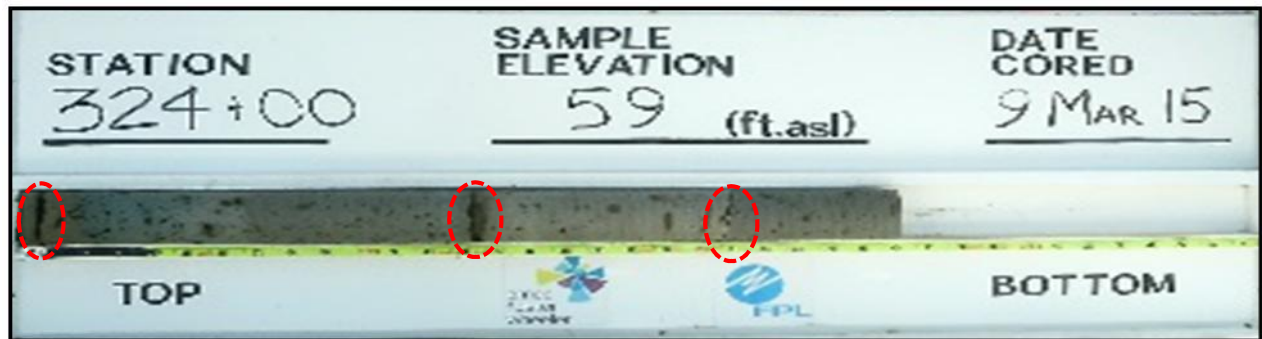 STATION
324+00
SAMPLE
ELEVATION
59 (ft.asl)
DATE
CORED
9 MAR 15
TOP
FPL
BOTTOM